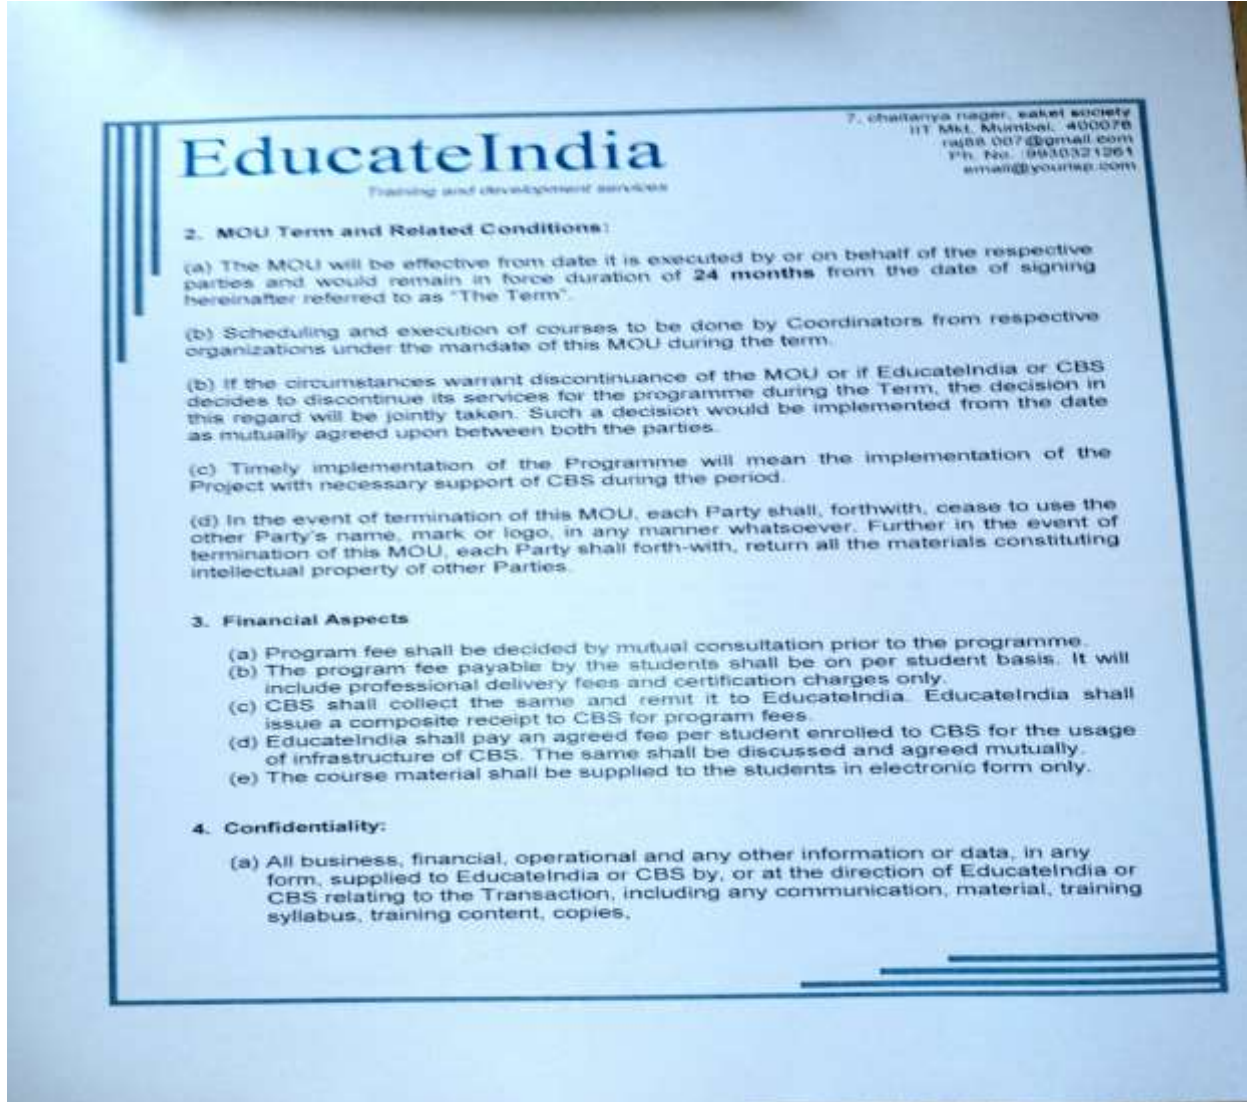 EducateIndia
Training and development services
7, chaitanya nager, saket society
IIT Mkt, Mumbai, 400076
raj88.007@gmail.com
Ph. No. :9930321261
email@yourisp.com
2. MOU Term and Related Conditions:
(a) The MOU will be effective from date it is executed by or on behalf of the respective
parties and would remain in force duration of 24 months from the date of signing
hereinafter referred to as "The Term".
(b) Scheduling and execution of courses to be done by Coordinators from respective
organizations under the mandate of this MOU during the term.
(b) If the circumstances warrant discontinuance of the MOU or if EducateIndia or CBS
decides to discontinue its services for the programme during the Term, the decision in
this regard will be jointly taken. Such a decision would be implemented from the date
as mutually agreed upon between both the parties.
(c) Timely implementation of the Programme will mean the implementation of the
Project with necessary support of CBS during the period.
(d) In the event of termination of this MOU, each Party shall, forthwith, cease to use the
other Party's name, mark or logo, in any manner whatsoever. Further in the event of
termination of this MOU, each Party shall forth-with, return all the materials constituting
intellectual property of other Parties.
3. Financial Aspects
(a) Program fee shall be decided by mutual consultation prior to the programme.
(b) The program fee payable by the students shall be on per student basis. It will
include professional delivery fees and certification charges only.
(c) CBS shall collect the same and remit it to EducateIndia. EducateIndia shall
issue a composite receipt to CBS for program fees.
(d) EducateIndia shall pay an agreed fee per student enrolled to CBS for the usage
of infrastructure of CBS. The same shall be discussed and agreed mutually.
(e) The course material shall be supplied to the students in electronic form only.
4. Confidentiality:
(a) All business, financial, operational and any other information or data, in any
form, supplied to EducateIndia or CBS by, or at the direction of EducateIndia or
CBS relating to the Transaction, including any communication, material, training
syllabus, training content, copies,